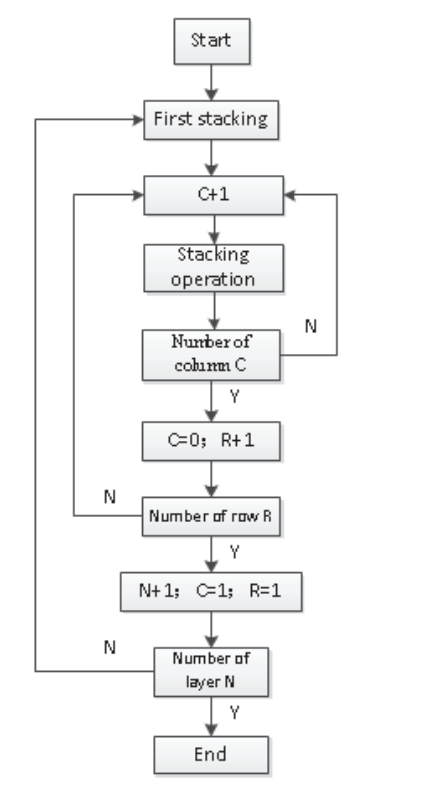 Start
First stacking
C+1
Stacking
operation
N
Number of
column C
Y
C=0; R+1
N
Number of row R
Y
N+1; C=1; R=1
N
Number of
layer N
Y
End